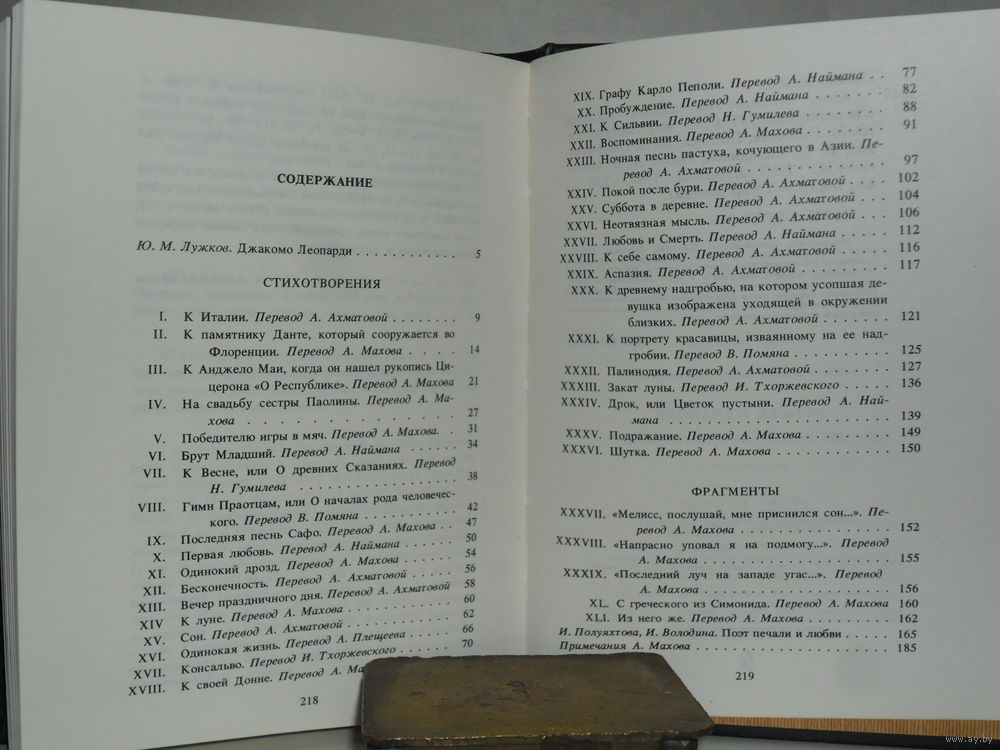 СОДЕРЖАНИЕ
Ю. М. Лужков. Джакомо Леопарди . . . . . . . . . . . . 5
СТИХОТВОРЕНИЯ
I. К Италии. Перевод А. Ахматовой . . . . . . . . 9
II. К памятнику Данте, который сооружается во
Флоренции. Перевод А. Махова . . . . 14
III. К Анджело Маи, когда он нашел рукопись Ци-
церона «О Республике». Перевод А. Махова 21
IV. На свадьбу сестры Паолины. Перевод А. Ма-
хова . . . . . . . . . . . . 27
V. Победителю игры в мяч. Перевод А. Махова. . 31
VI. Брут Младший. Перевод А. Наймана . . . . . . 34
VII. К Весне, или О древних Сказаниях. Перевод
Н. Гумилева . . . . . . . . . . . . . . . . . 38
VIII. Гимн Праотцам, или О началах рода человечес-
кого. Перевод В. Помяна . . . . . . . . . . 42
IX. Последняя песнь Сафо. Перевод А. Махова . . 47
X. Первая любовь. Перевод А. Наймана . . . . . . 50
XI. Одинокий дрозд. Перевод А. Махова . . . . . . 54
XII. Бесконечность. Перевод А. Ахматовой . . . . . 56
XIII. Вечер праздничного дня. Перевод А. Ахматовой 58
XIV К луне. Перевод А. Махова . . . . . . . . . . 60
XV. Сон. Перевод А. Ахматовой . . . . . . . . . . 62
XVI. Одинокая жизнь. Перевод А. Плещеева . . . . . 66
XVII. Консальво. Перевод И. Тхоржевского . . . . . . 70
XVIII. К своей Донне. Перевод А.
218
XIX. Графу Карло Пеполи. Перевод А. Наймана . . 77
XX. Пробуждение. Перевод А. Наймана . . . . . . . 82
XXI. К Сильвии. Перевод Н. Гумилева . . . . . . . . 88
XXII. Воспоминания. Перевод А. Махова . . . . . . . . 91
XXIII. Ночная песнь пастуха, кочующего в Азии. Пе-
ревод А. Ахматовой . . . . . . . . . . . . . 97
XXIV. Покой после бури. Перевод А. Ахматовой . . . . 102
XXV. Суббота в деревне. Перевод А. Ахматовой . . . . 104
XXVI. Неотвязная мысль. Перевод А. Ахматовой . . . . 106
XXVII. Любовь и Смерть. Перевод А. Наймана . . . . . . 112
XXVIII. К себе самому. Перевод А. Ахматовой . . . . . . 116
XXIX. Аспазия. Перевод А. Ахматовой . . . . . . . . . . 117
XXX. К древнему надгробью, на котором усопшая де-
вушка изображена уходящей в окружении
близких. Перевод А. Ахматовой . . . . . . . 121
XXXI. К портрету красавицы, изваянному на ее над-
гробии. Перевод В. Помяна . . . . . . . . . . 125
XXXII. Палинодия. Перевод А. Ахматовой . . . . . . . . 127
XXXIII. Закат луны. Перевод И. Тхоржевского . . . . . 136
XXXIV. Дрок, или Цветок пустыни. Перевод А. Най-
мана . . . . . . . . . . . . . . . . . . . 139
XXXV. Подражание. Перевод А. Махова . . . . . . . . . 149
XXXVI. Шутка. Перевод А. Махова . . . . . . . . . . . . 150
ФРАГМЕНТЫ
XXXVII. «Мелисс, послушай, мне приснился сон...». Пе-
ревод А. Махова . . . . . . . . . . . . . . . 152
XXXVIII. «Напрасно уповал я на подмогу...». Перевод
А. Махова . . . . . . . . . . . . . . . . . . 155
XXXIX. «Последний луч на западе угас...». Перевод
А. Махова . . . . . . . . . . . . . . . . . . 156
XL. С греческого из Симонида. Перевод А. Махова 160
XLI. Из него же. Перевод А. Махова . . . . . . . . 162
И. Полуяхтова, И. Володина. Поэт печали и любви . . . . . 165
Примечания А. Махова . . . . . . . . . . . . . . . . . . . . . . 185
219
www.ay.by